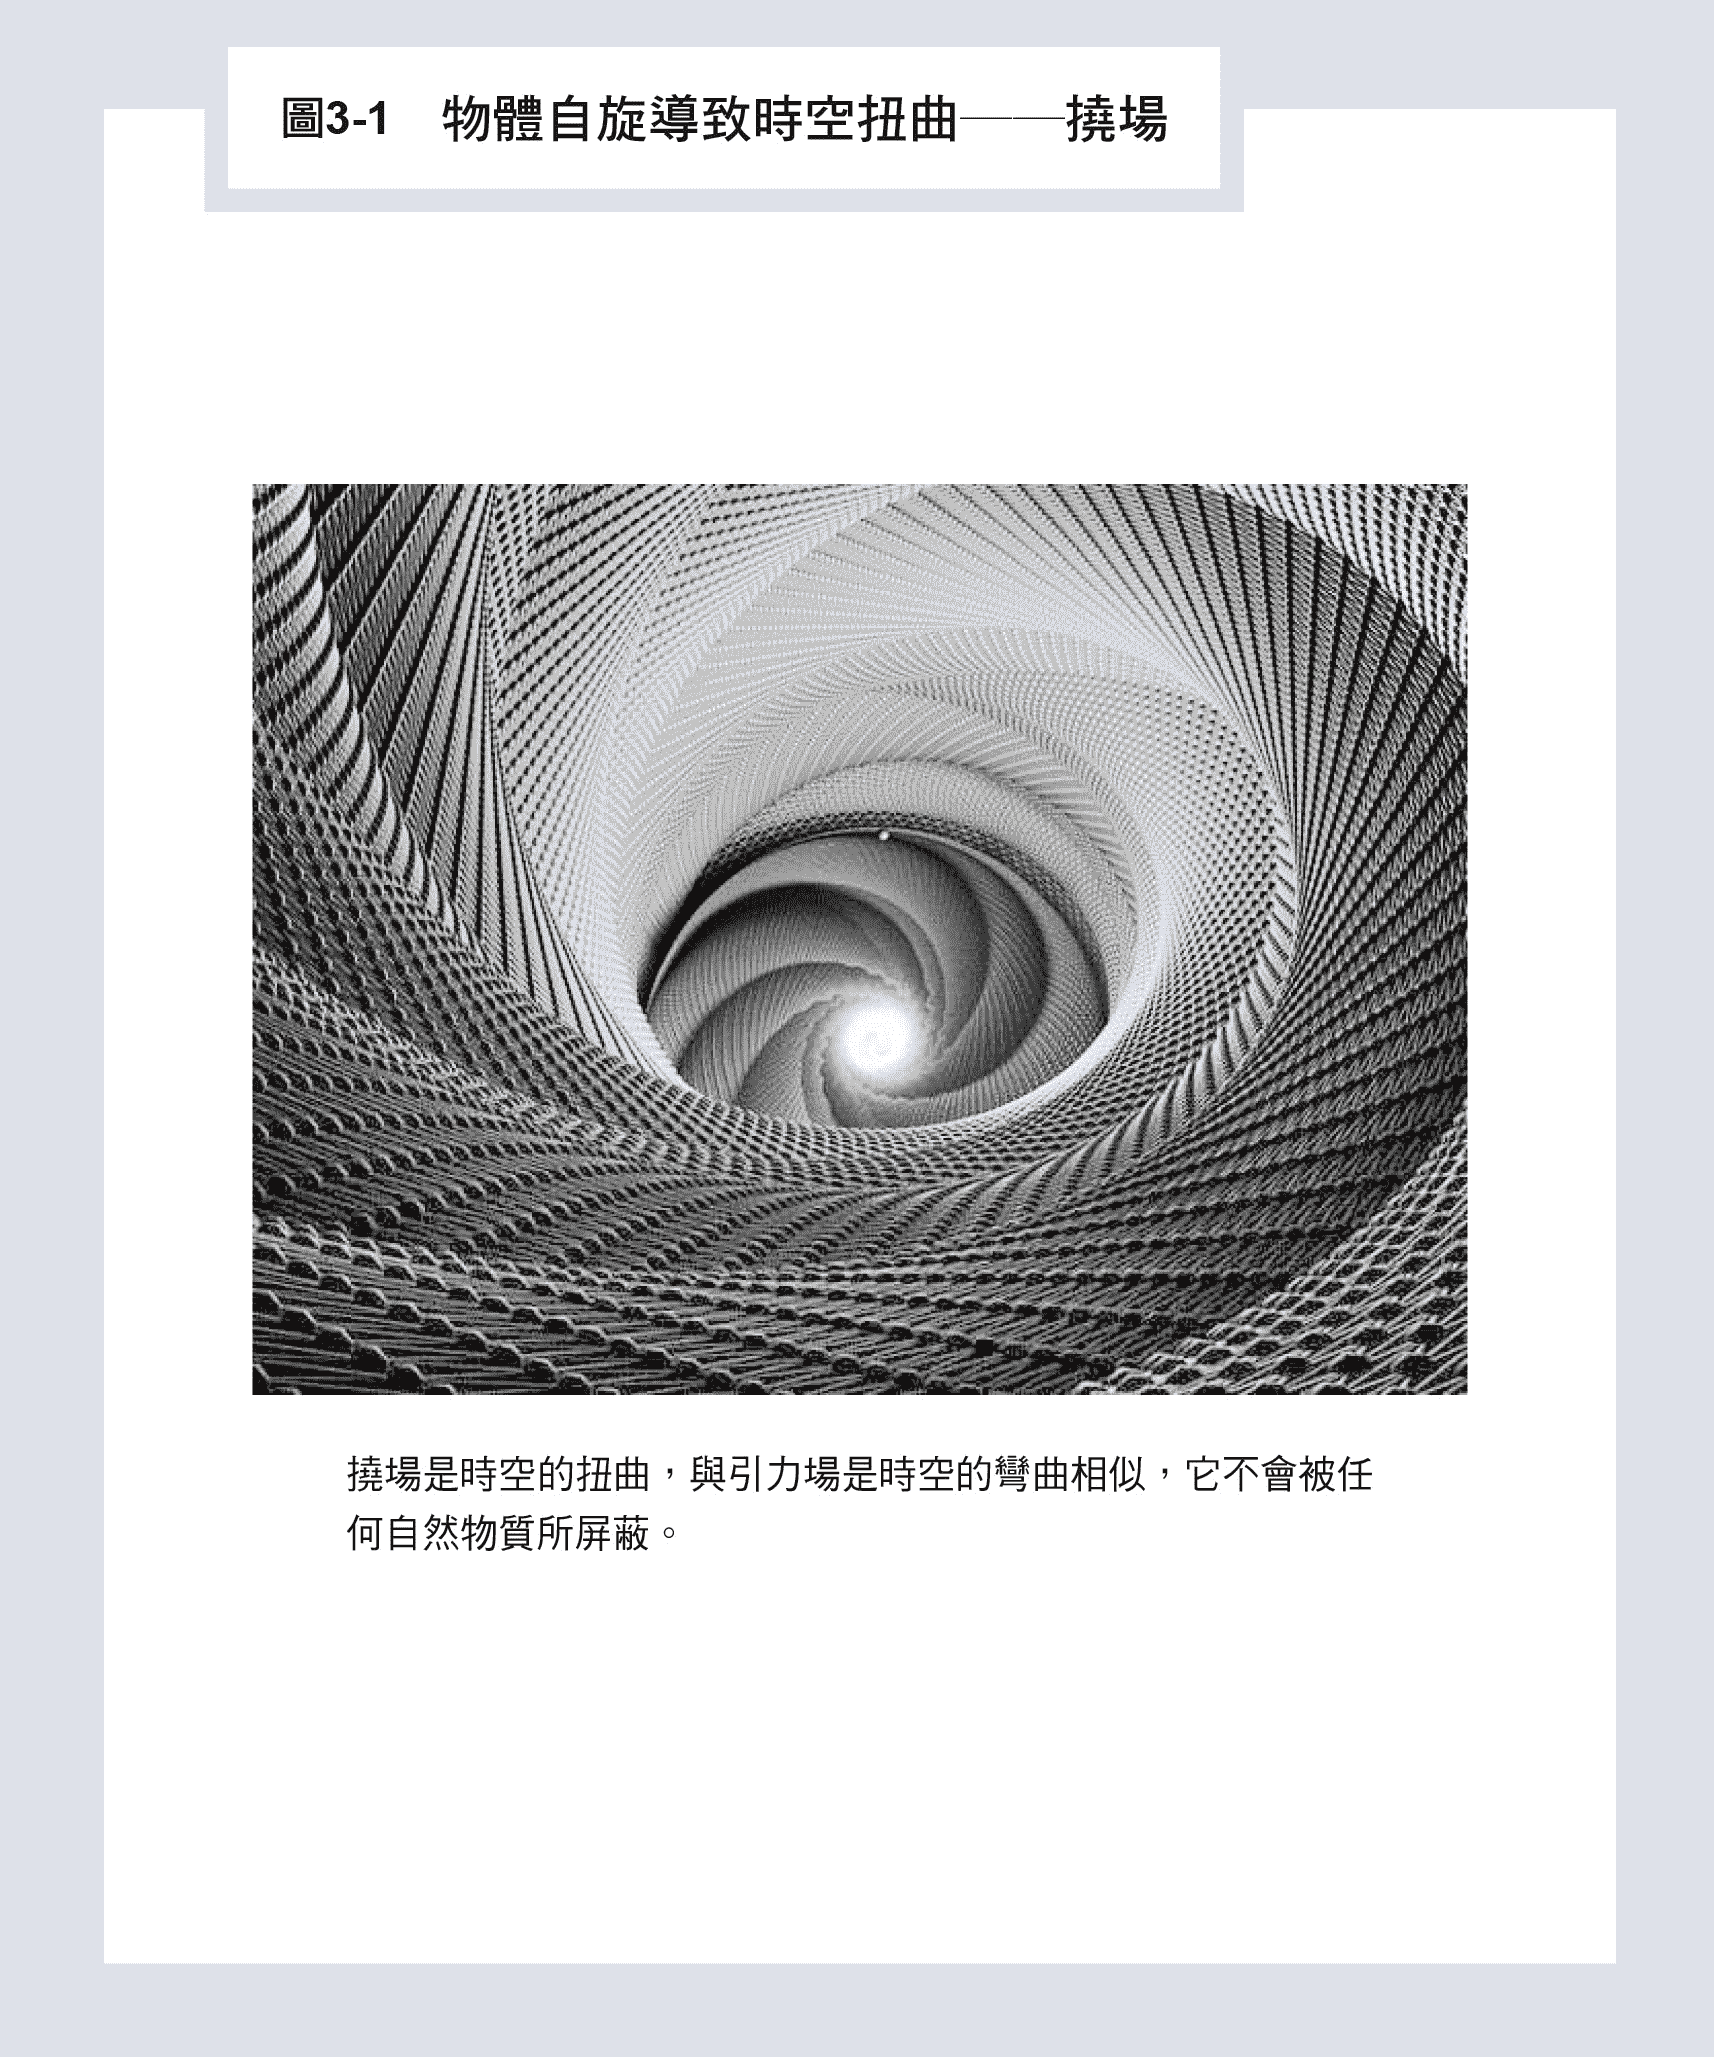 圖3-1　物體自旋導致時空扭曲──撓場
撓場是時空的扭曲，與引力場是時空的彎曲相似，它不會被任
何自然物質所屏蔽。